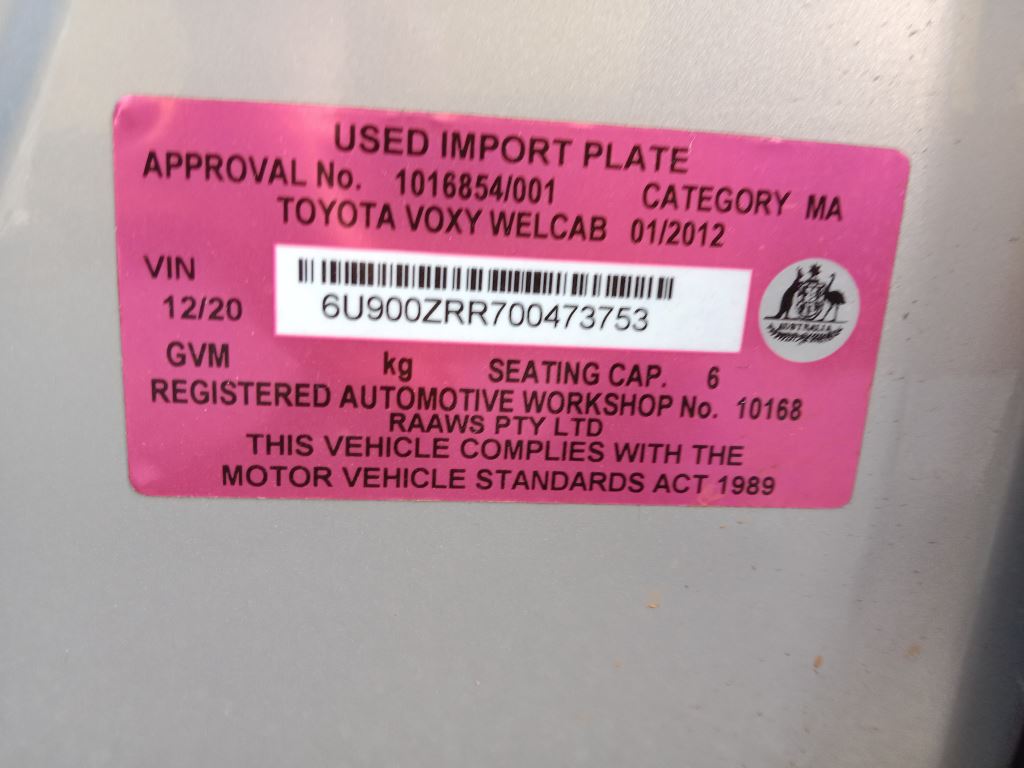 USED IMPORT PLATE
APPROVAL No. 1016854/001 CATEGORY MA
TOYOTA VOXY WELCAB 01/2012
VIN
12/20 6U900ZRR700473753
AUSTRALIA
GVM kg SEATING CAP. 6
REGISTERED AUTOMOTIVE WORKSHOP No. 10168
RAAWS PTY LTD
THIS VEHICLE COMPLIES WITH THE
MOTOR VEHICLE STANDARDS ACT 1989